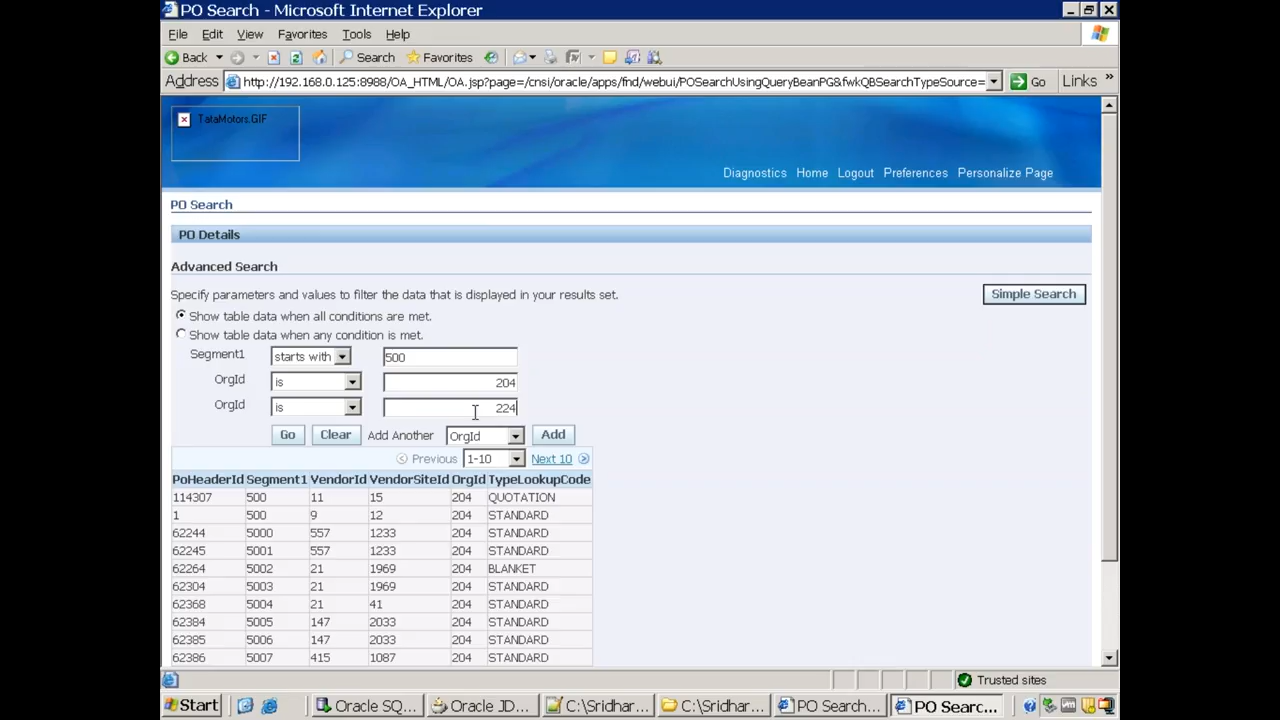 PO Search - Microsoft Internet Explorer
File Edit View Favorites Tools Help
Back Search Favorites
Address http://192.168.0.125:8988/OA_HTML/OA.jsp?page=/cnsi/oracle/apps/fnd/webui/POSearchUsingQueryBeanPG&fwkQBSearchTypeSource= Go Links »
TataMotors.GIF
Diagnostics Home Logout Preferences Personalize Page
PO Search
PO Details
Advanced Search
Specify parameters and values to filter the data that is displayed in your results set.
Simple Search
Show table data when all conditions are met.
Show table data when any condition is met.
Segment1 starts with 500
OrgId is 204
OrgId is 224
Go Clear Add Another OrgId Add
Previous 1-10 Next 10
PoHeaderId Segment1 VendorId VendorSiteId OrgId TypeLookupCode
114307 500 11 15 204 QUOTATION
1 500 9 12 204 STANDARD
62244 5000 557 1233 204 STANDARD
62245 5001 557 1233 204 STANDARD
62264 5002 21 1969 204 BLANKET
62304 5003 21 1969 204 STANDARD
62368 5004 21 41 204 STANDARD
62384 5005 147 2033 204 STANDARD
62385 5006 147 2033 204 STANDARD
62386 5007 415 1087 204 STANDARD
Trusted sites
Start Oracle SQ... Oracle JD... C:\Sridhar... C:\Sridhar... PO Search... PO Searc...